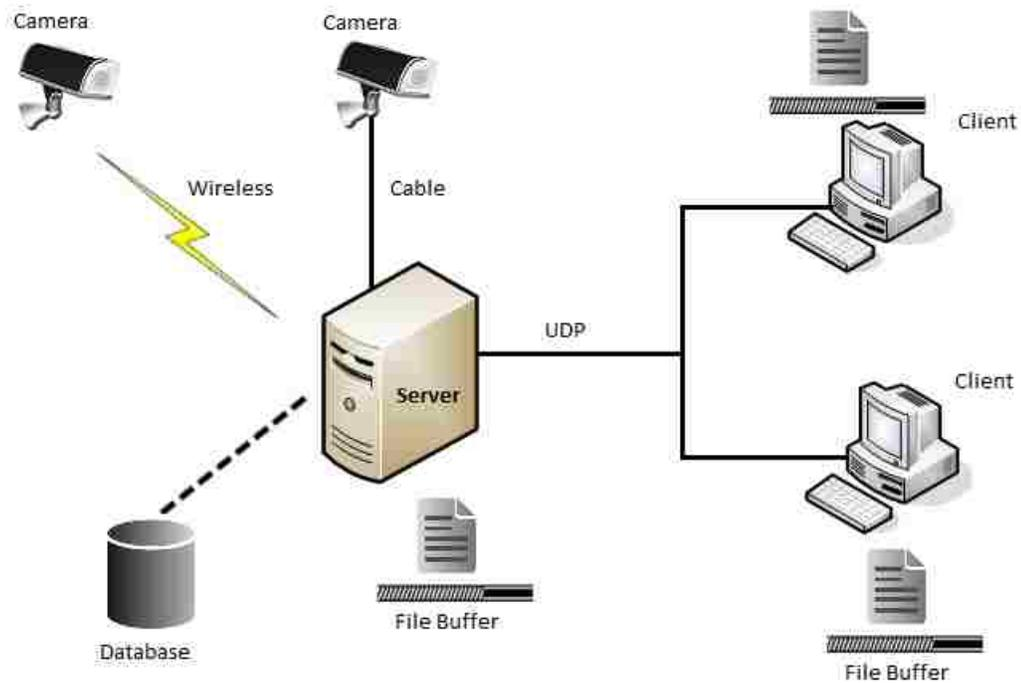 Camera
Camera
Client
Wireless
Cable
UDP
Client
Server
File Buffer
Database
File Buffer